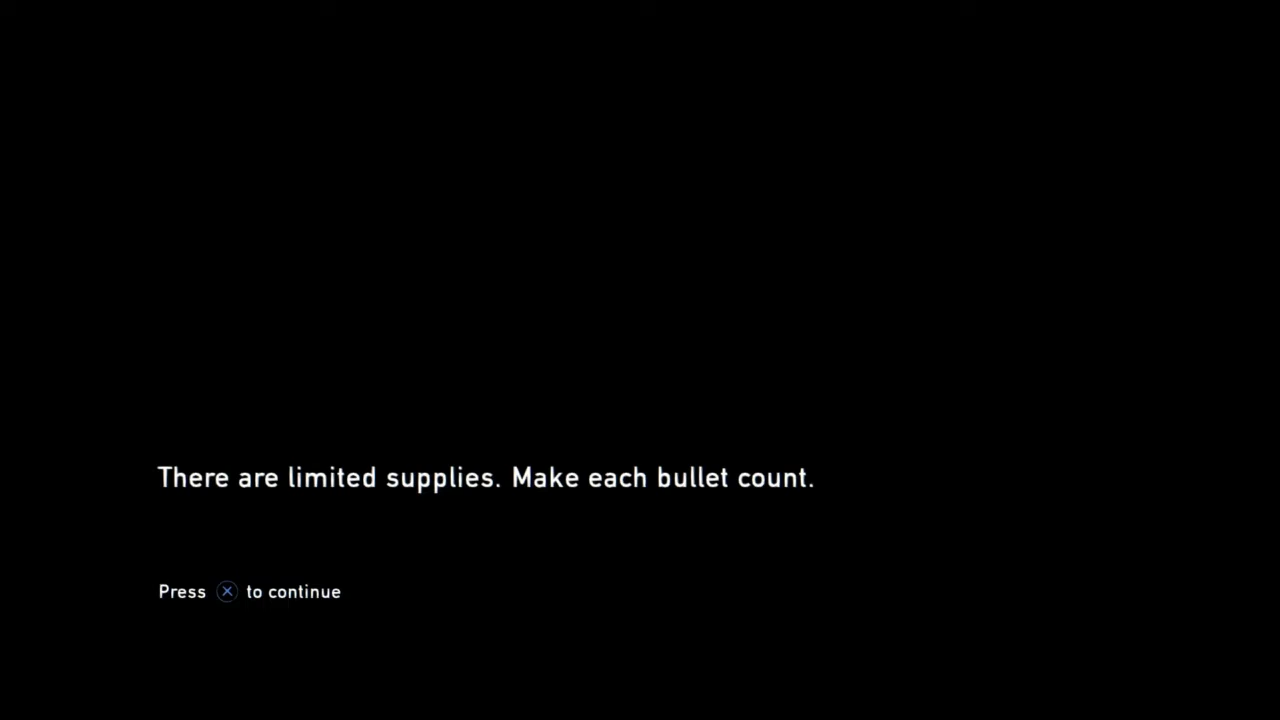 There are limited supplies. Make each bullet count.
Press ⓧ to continue